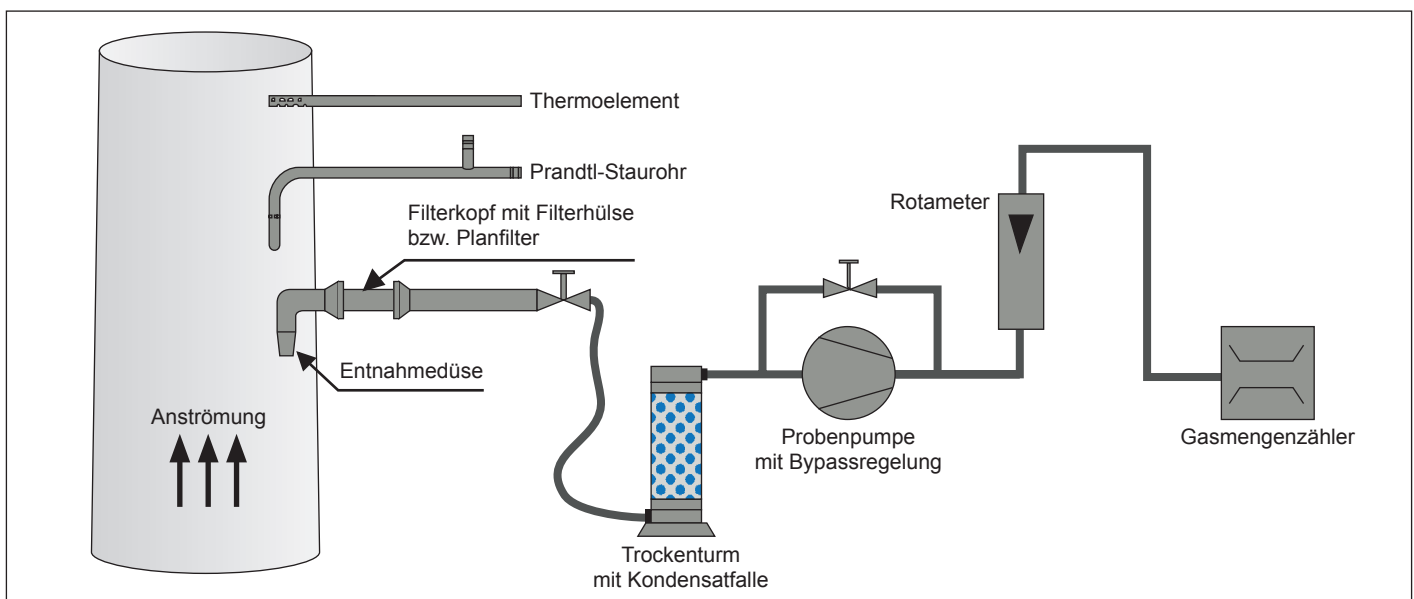 Thermoelement
Prandtl-Staurohr
Filterkopf mit Filterhülse
bzw. Planfilter
Rotameter
Entnahmedüse
Anströmung
Probenpumpe
mit Bypassregelung
Gasmengenzähler
Trockenturm
mit Kondensatfalle